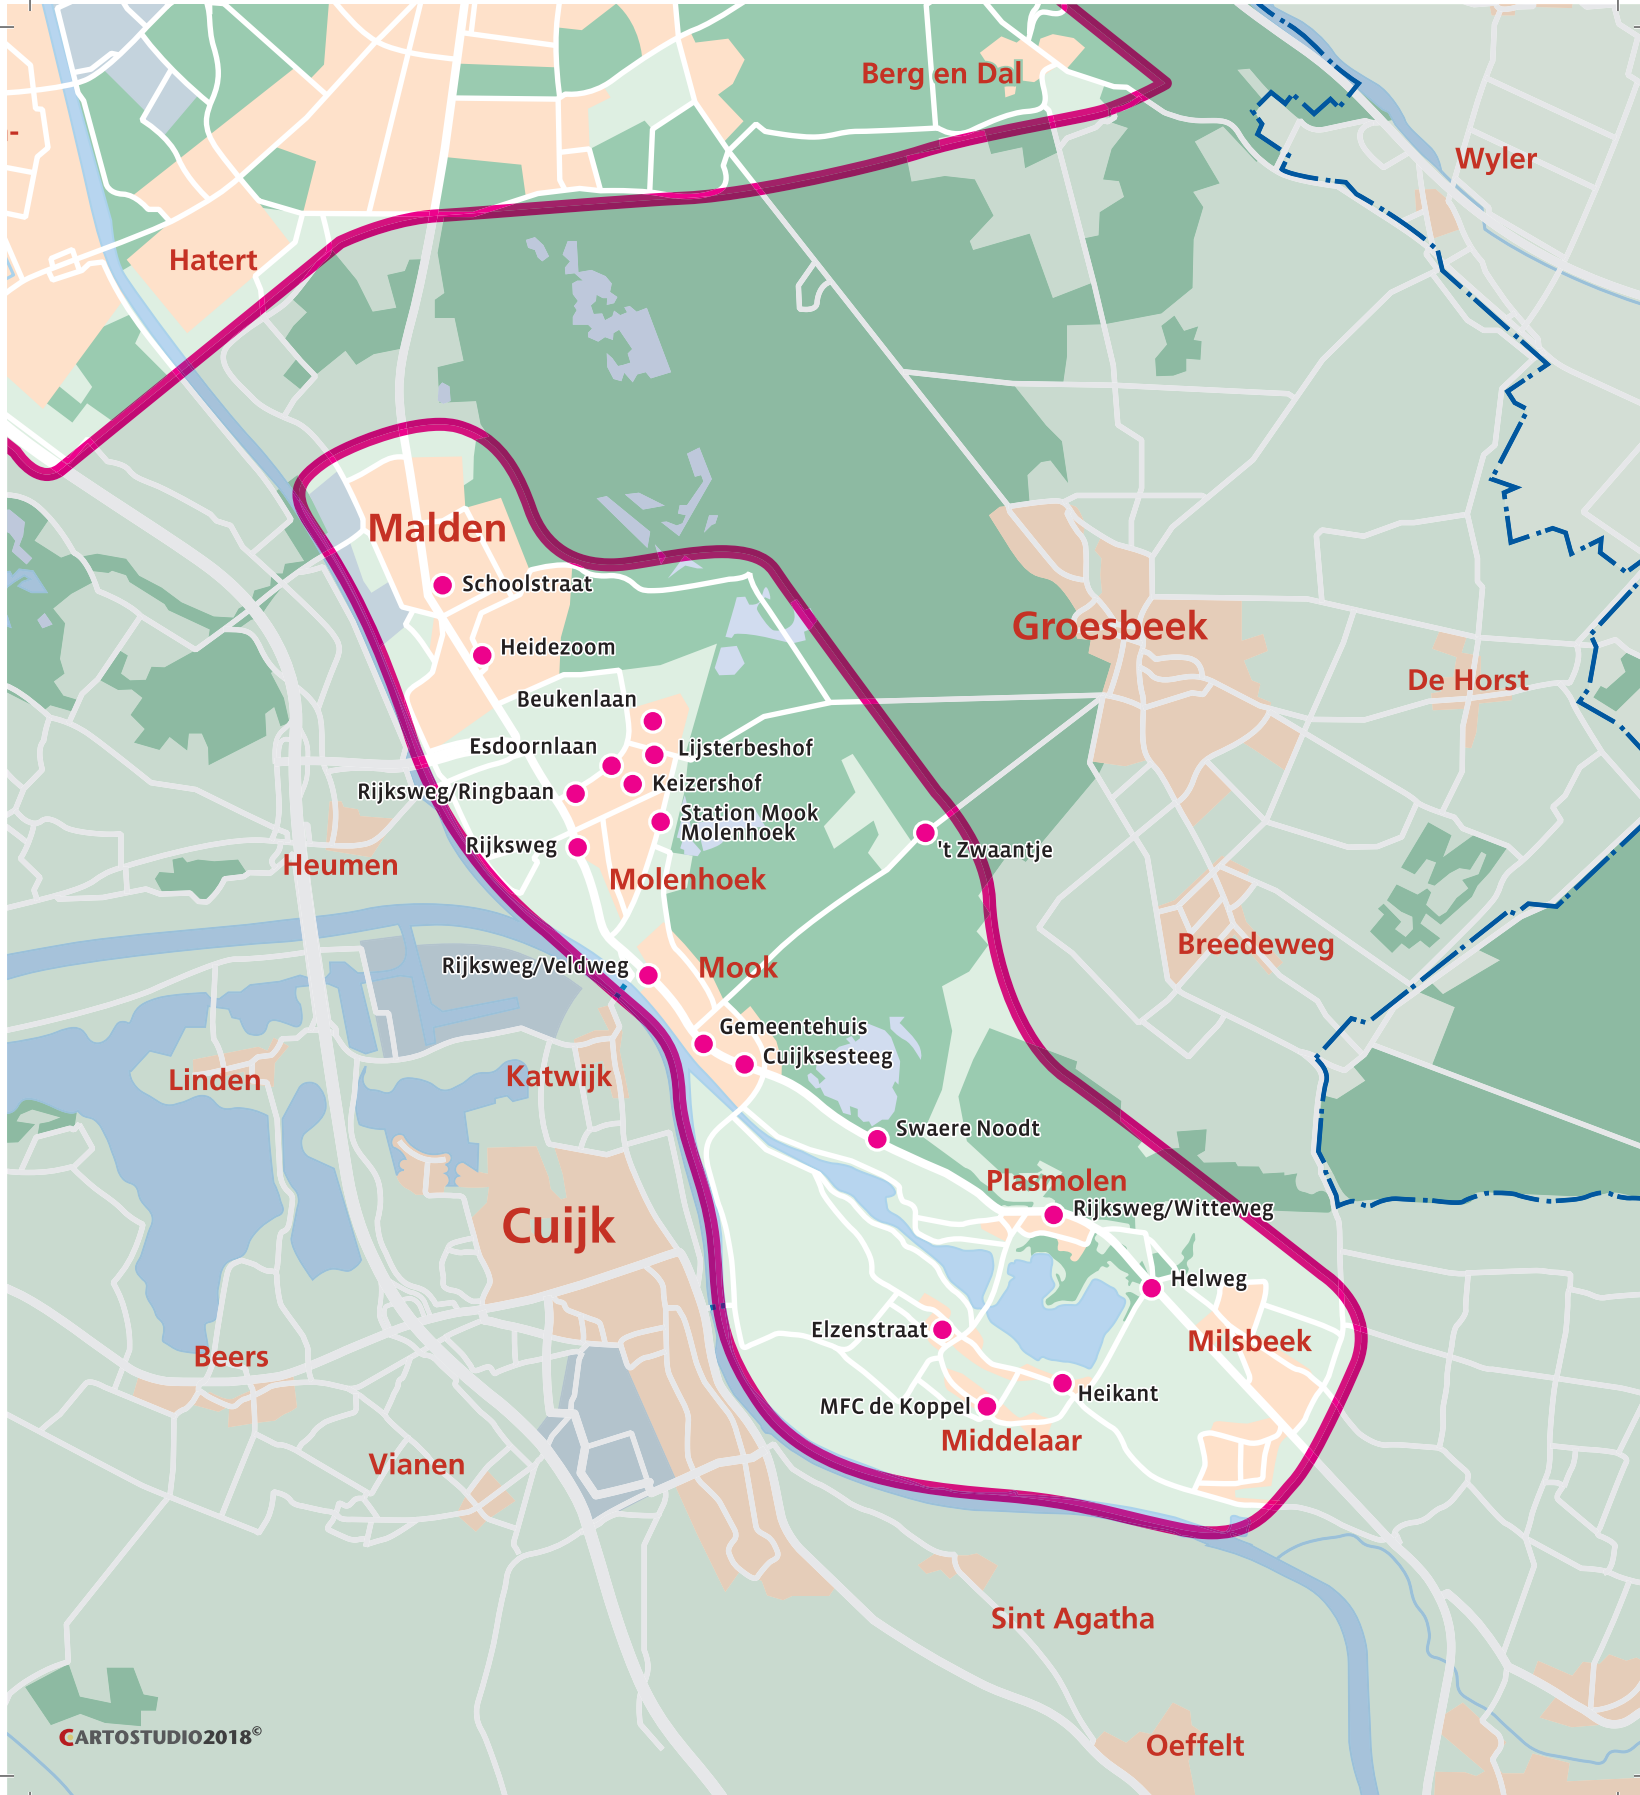 Berg en Dal
-
Wyler
Hatert
Malden
Schoolstraat
Groesbeek
Heidezoom
De Horst
Beukenlaan
Esdoornlaan
Lijsterbeshof
Keizershof
Rijksweg/Ringbaan
Station Mook
Molenhoek
Rijksweg
't Zwaantje
Heumen
Molenhoek
Breedeweg
Rijksweg/Veldweg
Mook
Gemeentehuis
Cuijksesteeg
Linden
Katwijk
Swaere Noodt
Plasmolen
Rijksweg/Witteweg
Cuijk
Helweg
Elzenstraat
Milsbeek
Beers
Heikant
MFC de Koppel
Middelaar
Vianen
Sint Agatha
CARTOSTUDIO2018©
Oeffelt